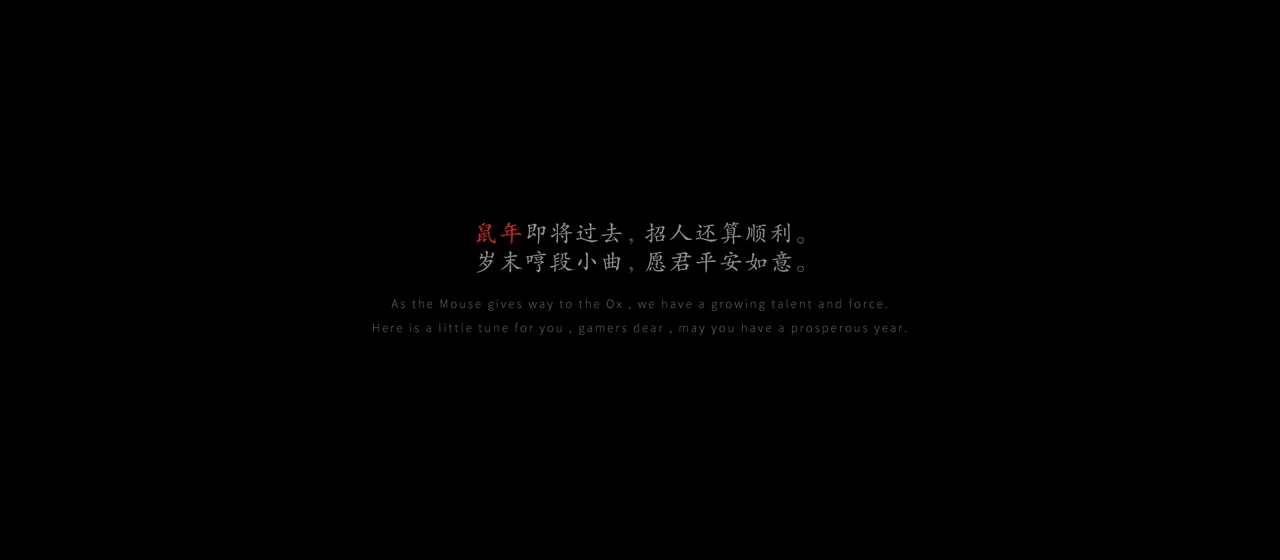 鼠年即将过去，招人还算顺利。
岁末哼段小曲，愿君平安如意。
As the Mouse gives way to the Ox , we have a growing talent and force.
Here is a little tune for you , gamers dear , may you have a prosperous year.